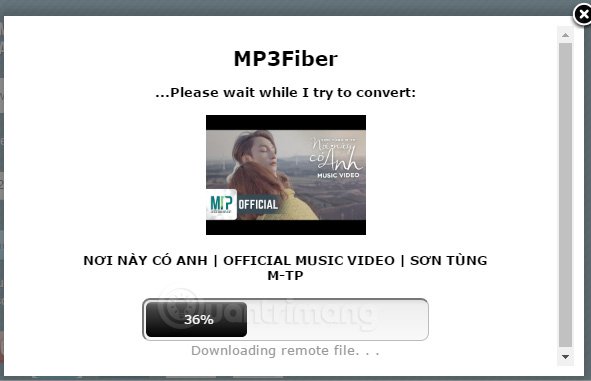 MP3Fiber
...Please wait while I try to convert:
Nơi này
có Anh
MUSIC VIDEO
M-TP
OFFICIAL
NƠI NÀY CÓ ANH | OFFICIAL MUSIC VIDEO | SƠN TÙNG
M-TP
36%
uantrimang
Downloading remote file. . .